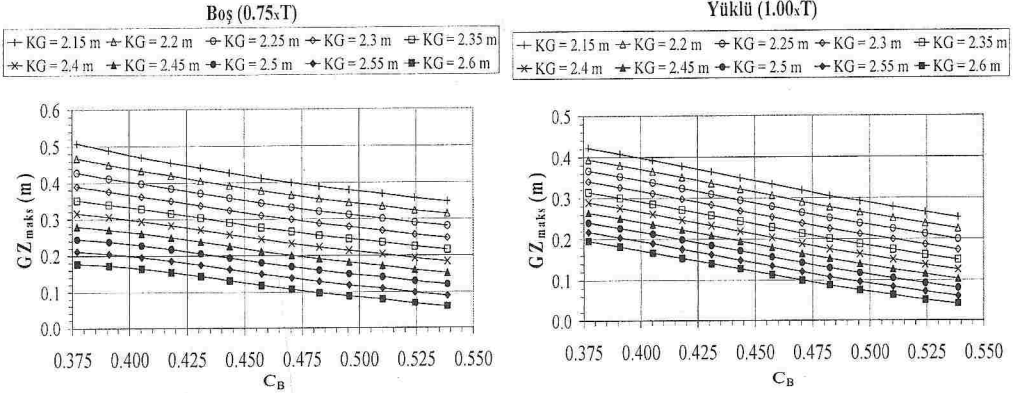 Boş (0.75xT)
KG = 2.15 m KG = 2.2 m KG = 2.25 m KG = 2.3 m KG = 2.35 m
KG = 2.4 m KG = 2.45 m KG = 2.5 m KG = 2.55 m KG = 2.6 m
0.6
0.5
0.4
0.3
0.2
0.1
0.0
GZmaks (m)
0.375 0.400 0.425 0.450 0.475 0.500 0.525 0.550
CB
Yüklü (1.00xT)
KG = 2.15 m KG = 2.2 m KG = 2.25 m KG = 2.3 m KG = 2.35 m
KG = 2.4 m KG = 2.45 m KG = 2.5 m KG = 2.55 m KG = 2.6 m
0.5
0.4
0.3
0.2
0.1
0.0
GZmaks (m)
0.375 0.400 0.425 0.450 0.475 0.500 0.525 0.550
CB